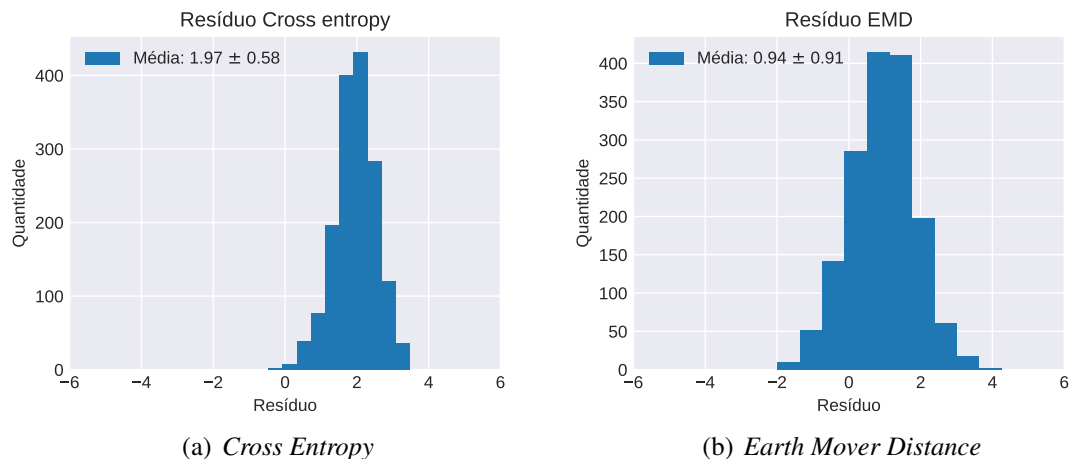 Resíduo Cross entropy
Média: 1.97 ± 0.58
Quantidade
400
300
200
100
0
−6 −4 −2 0 2 4 6
Resíduo
(a) Cross Entropy
Resíduo EMD
Média: 0.94 ± 0.91
Quantidade
400
350
300
250
200
150
100
50
0
−6 −4 −2 0 2 4 6
Resíduo
(b) Earth Mover Distance